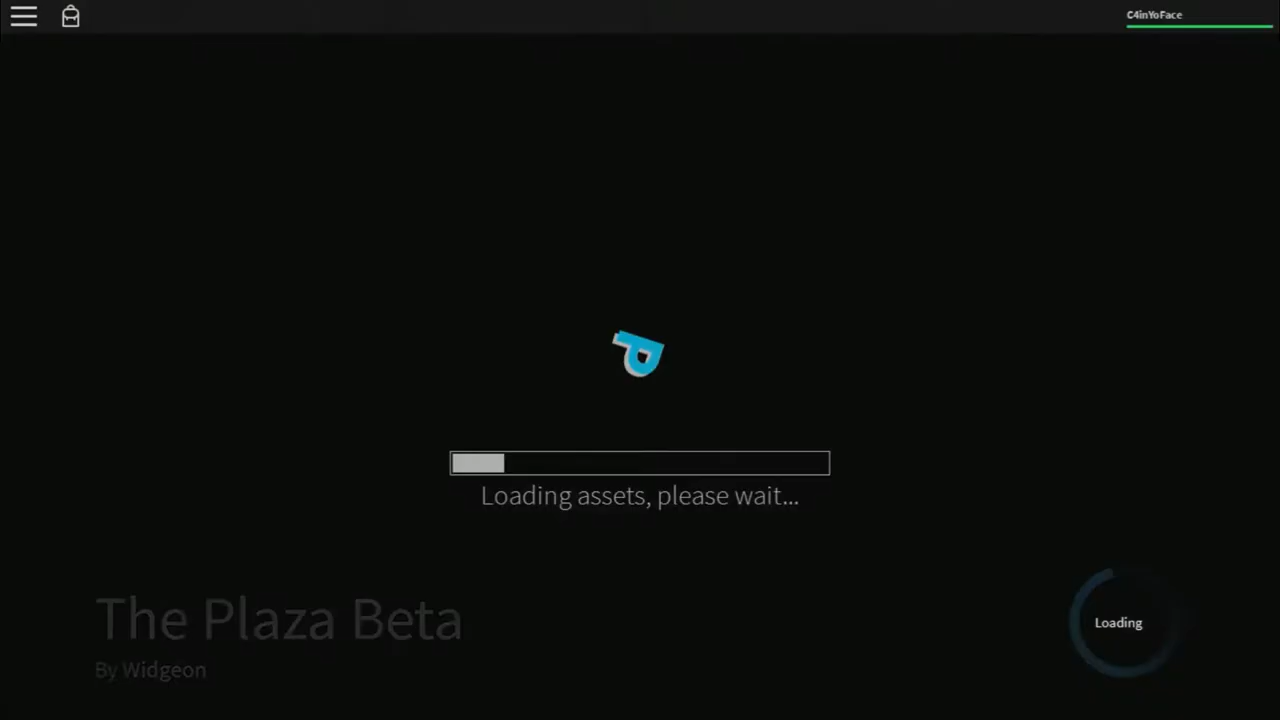 C4inYoFace
P
Loading assets, please wait...
The Plaza Beta
By Widgeon
Loading